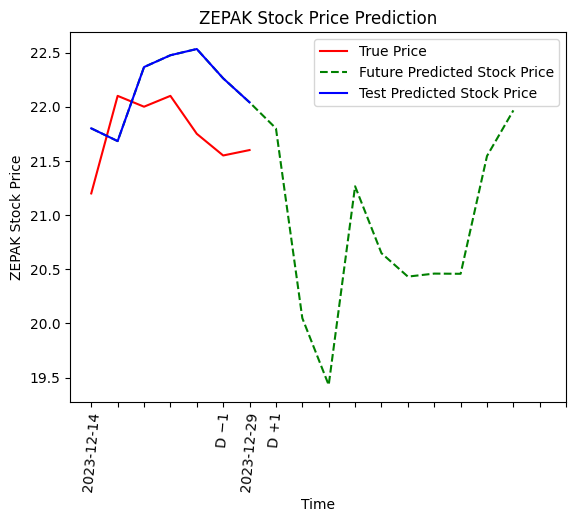 ZEPAK Stock Price Prediction
True Price
Future Predicted Stock Price
Test Predicted Stock Price
ZEPAK Stock Price
22.5
22.0
21.5
21.0
20.5
20.0
19.5
2023-12-14
D −1
2023-12-29
D +1
Time